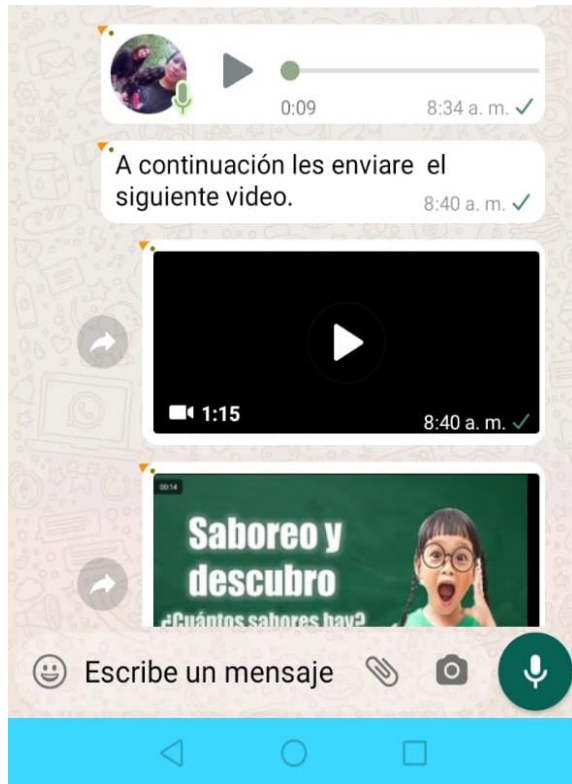 0:09 8:34 a. m.
A continuación les enviare el
siguiente video.
8:40 a. m.
1:15
8:40 a. m.
00:14
Saboreo y
descubro
¿Cuántos sabores hay?
Escribe un mensaje